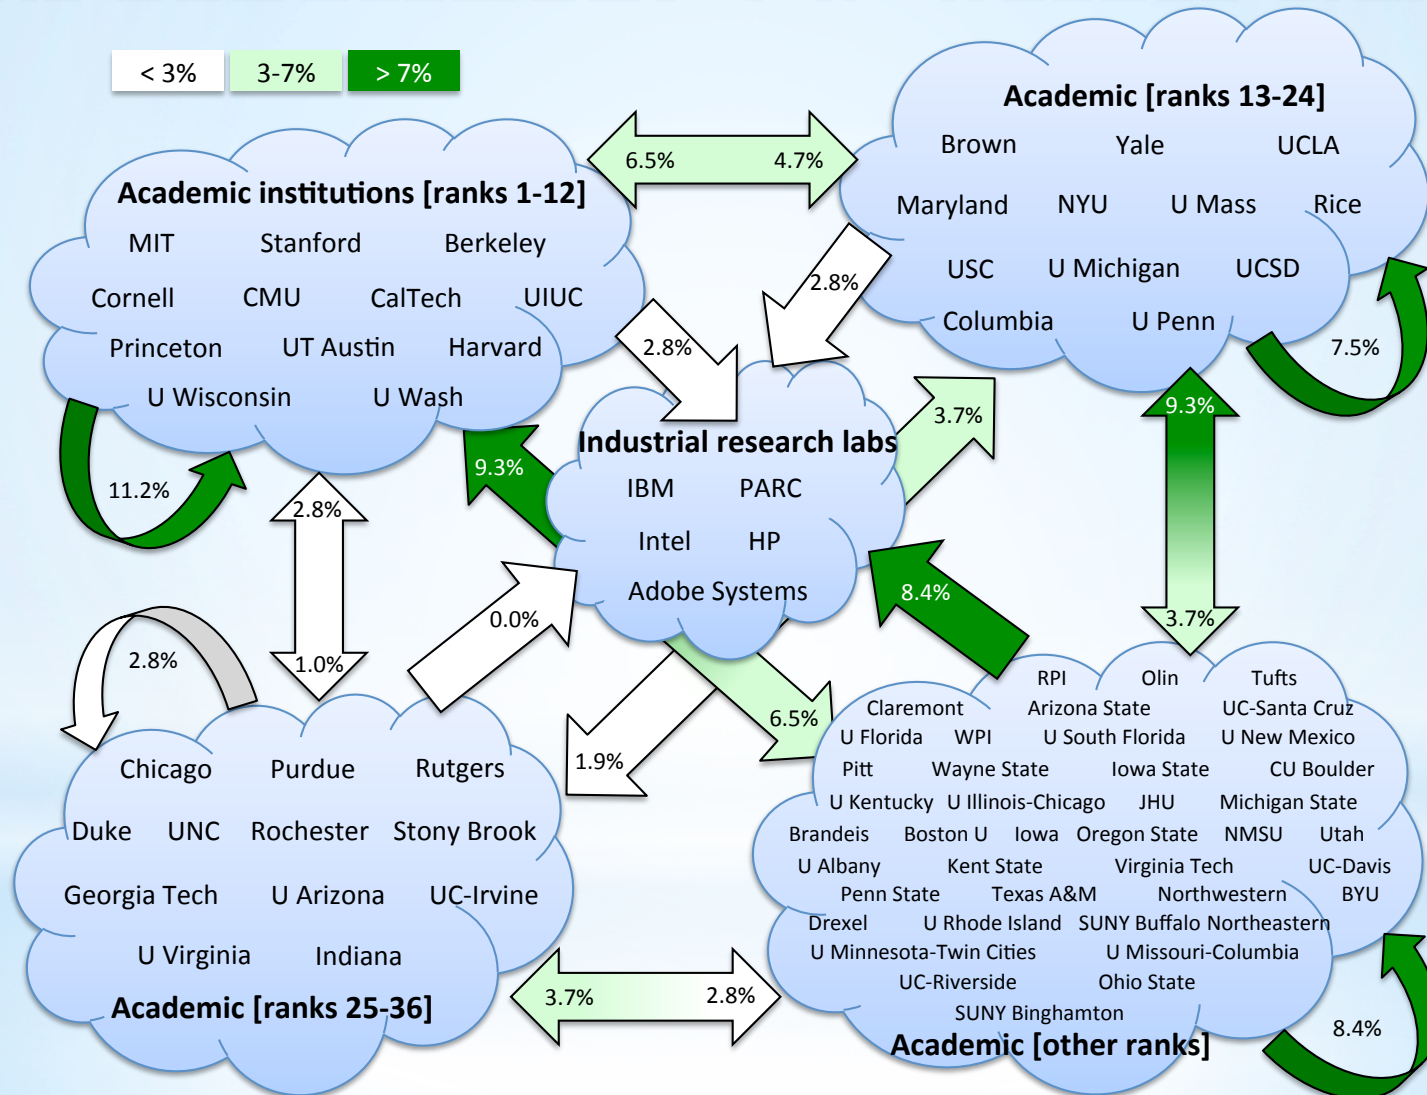 < 3% 3-7% > 7%
Academic [ranks 13-24]
Brown Yale UCLA
Maryland NYU U Mass Rice
USC U Michigan UCSD
Columbia U Penn
7.5%
6.5% 4.7%
Academic institutions [ranks 1-12]
MIT Stanford Berkeley
Cornell CMU CalTech UIUC
Princeton UT Austin Harvard
U Wisconsin U Wash
11.2%
2.8%
2.8%
9.3%
3.7%
Industrial research labs
IBM PARC
Intel HP
Adobe Systems
9.3%
3.7%
2.8%
1.0%
0.0%
8.4%
2.8%
1.9%
6.5%
Chicago Purdue Rutgers
Duke UNC Rochester Stony Brook
Georgia Tech U Arizona UC-Irvine
U Virginia Indiana
Academic [ranks 25-36]
3.7% 2.8%
RPI Olin Tufts
Claremont Arizona State UC-Santa Cruz
U Florida WPI U South Florida U New Mexico
Pitt Wayne State Iowa State CU Boulder
U Kentucky U Illinois-Chicago JHU Michigan State
Brandeis Boston U Iowa Oregon State NMSU Utah
U Albany Kent State Virginia Tech UC-Davis
Penn State Texas A&M Northwestern BYU
Drexel U Rhode Island SUNY Buffalo Northeastern
U Minnesota-Twin Cities U Missouri-Columbia
UC-Riverside Ohio State
SUNY Binghamton
Academic [other ranks]
8.4%